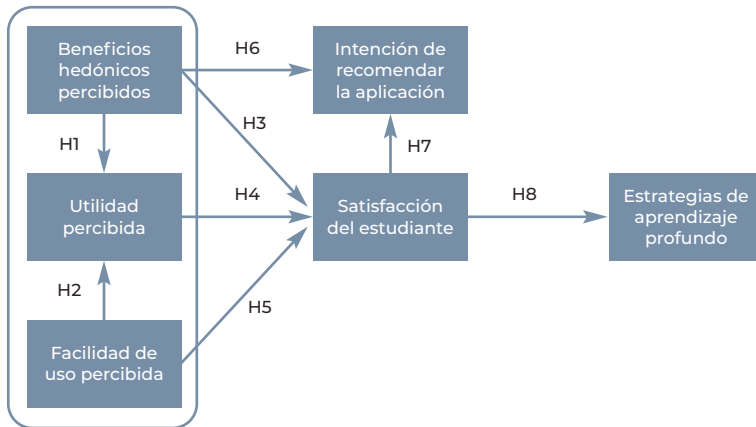 Beneficios
hedónicos
percibidos
H6
Intención de
recomendar
la aplicación
H1
H3
H7
Utilidad
percibida
H4
Satisfacción
del estudiante
H8
Estrategias de
aprendizaje
profundo
H2
H5
Facilidad de
uso percibida